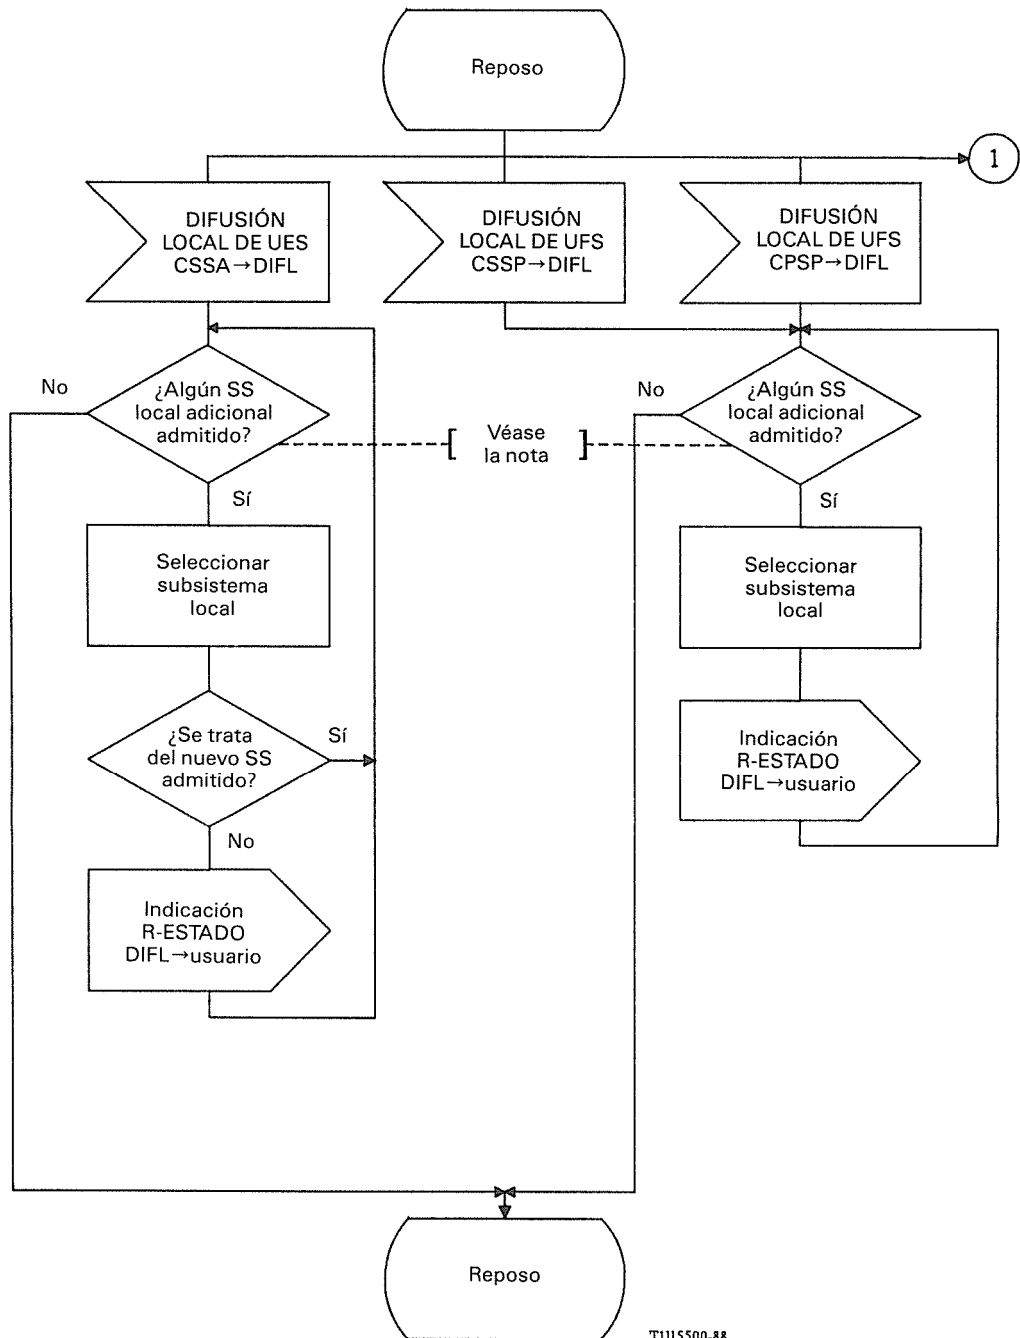 Reposo
1
DIFUSIÓN
LOCAL DE UES
CSSA→DIFL
DIFUSIÓN
LOCAL DE UFS
CSSP→DIFL
DIFUSIÓN
LOCAL DE UFS
CPSP→DIFL
No
¿Algún SS
local adicional
admitido?
[ Véase
la nota ]
No
¿Algún SS
local adicional
admitido?
Sí
Sí
Seleccionar
subsistema
local
Seleccionar
subsistema
local
¿Se trata
del nuevo SS
admitido?
Sí
Indicación
R-ESTADO
DIFL→usuario
No
Indicación
R-ESTADO
DIFL→usuario
Reposo
T1115500-88